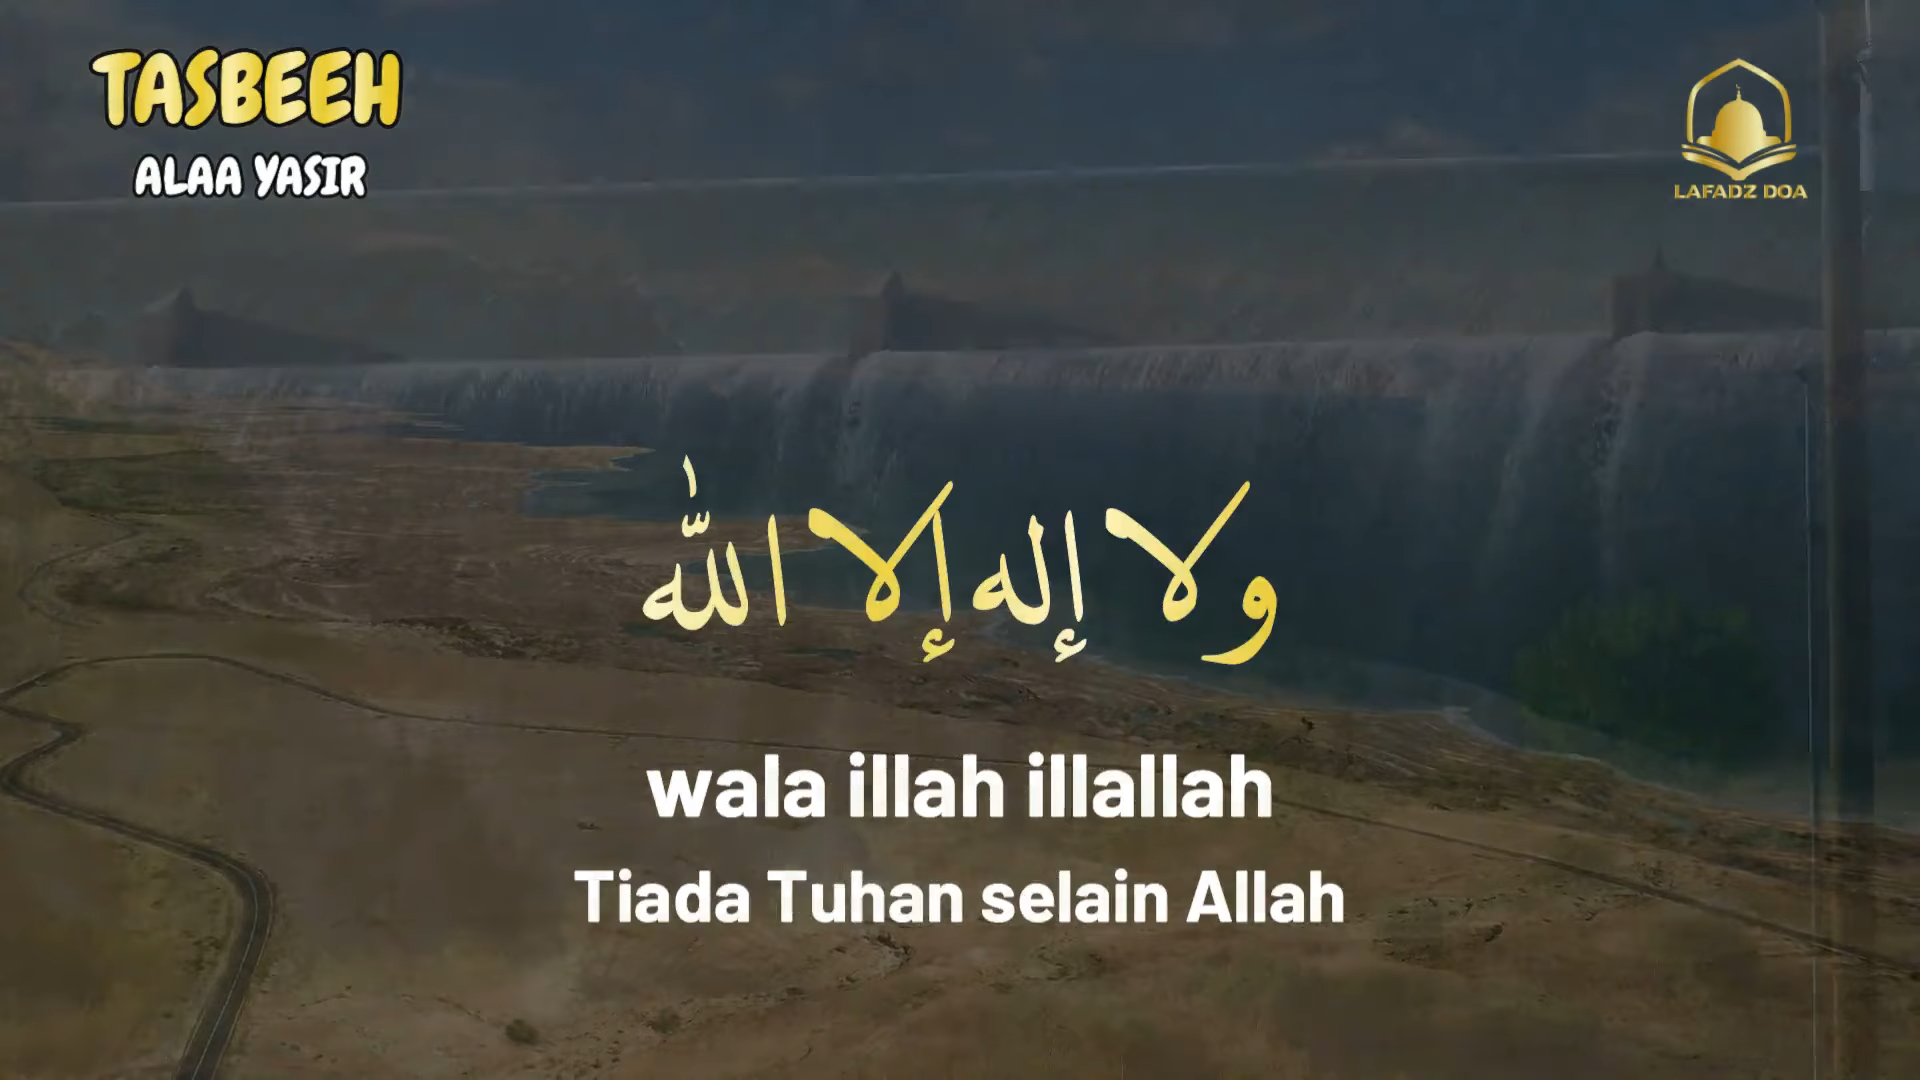 TASBEEH
ALAA YASIR
LAFADZ DOA
ولا إله إلا الله
wala illah illallah
Tiada Tuhan selain Allah